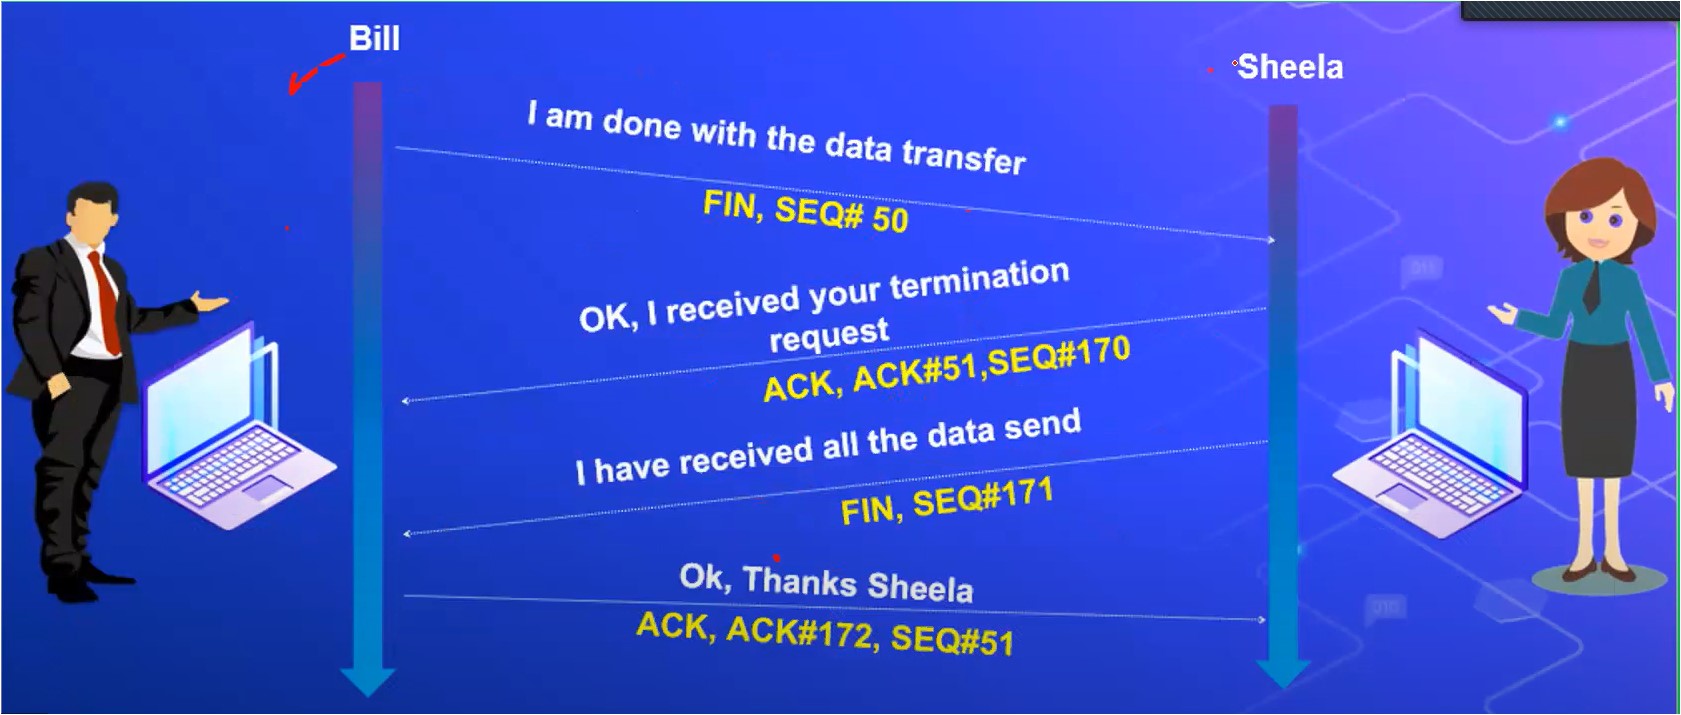 Bill
Sheela
I am done with the data transfer
FIN, SEQ# 50
OK, I received your termination
request
ACK, ACK#51,SEQ#170
I have received all the data send
FIN, SEQ#171
Ok, Thanks Sheela
ACK, ACK#172, SEQ#51